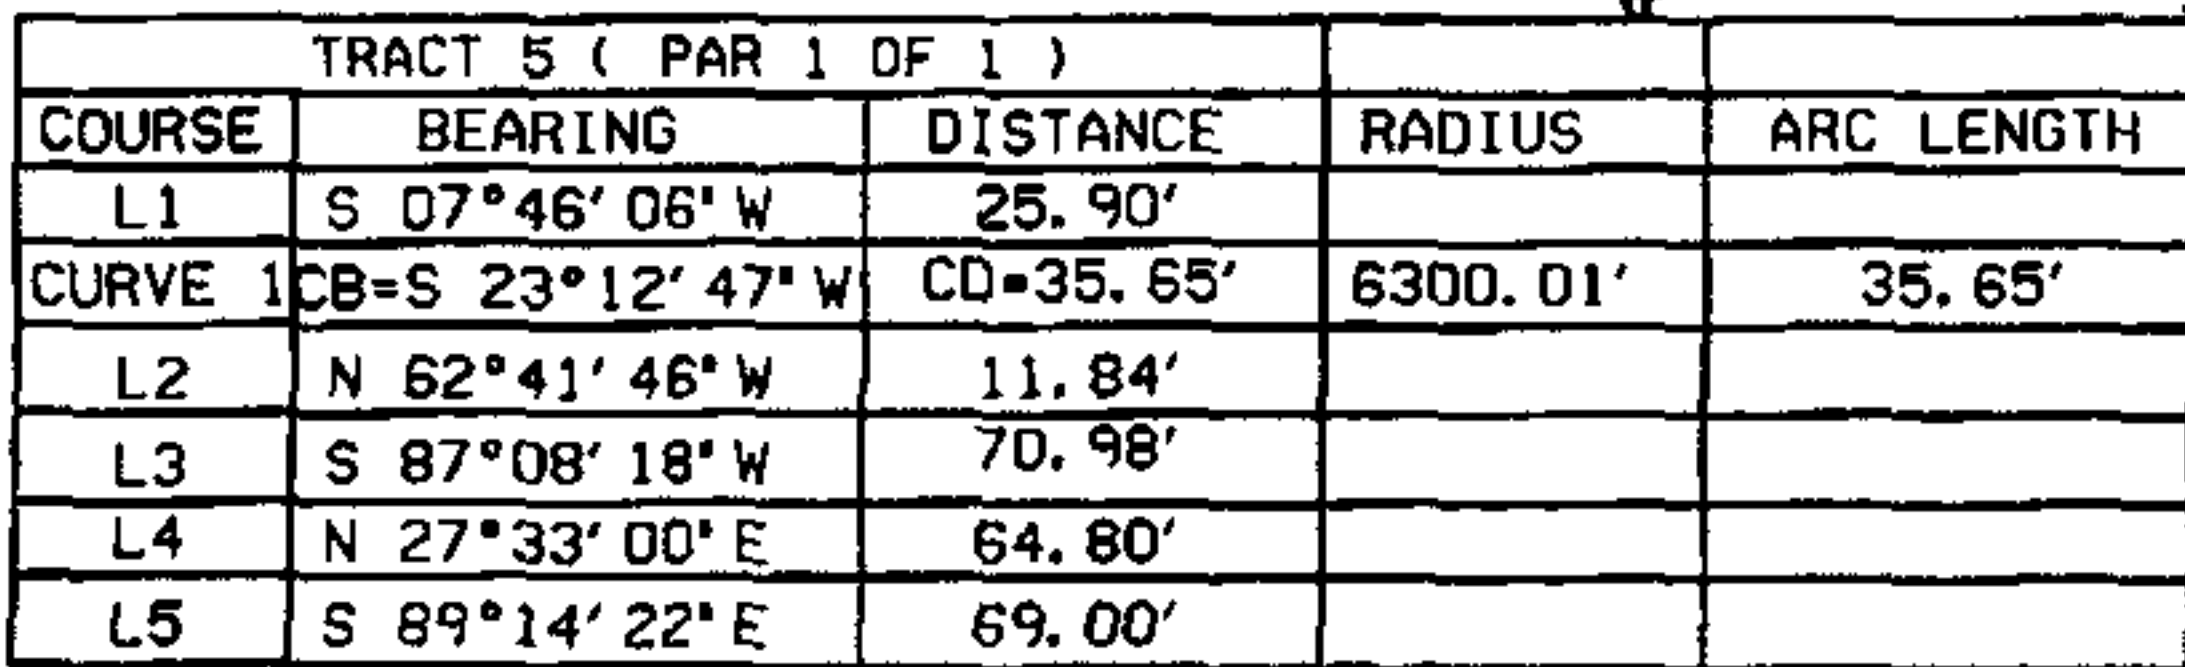 TRACT 5 ( PAR 1 OF 1 )
COURSE BEARING DISTANCE RADIUS ARC LENGTH
L1 S 07°46'06" W 25.90'
CURVE 1 CB=S 23°12'47" W CD=35.65' 6300.01' 35.65'
L2 N 62°41'46" W 11.84'
L3 S 87°08'18" W 70.98'
L4 N 27°33'00" E 64.80'
L5 S 89°14'22" E 69.00'